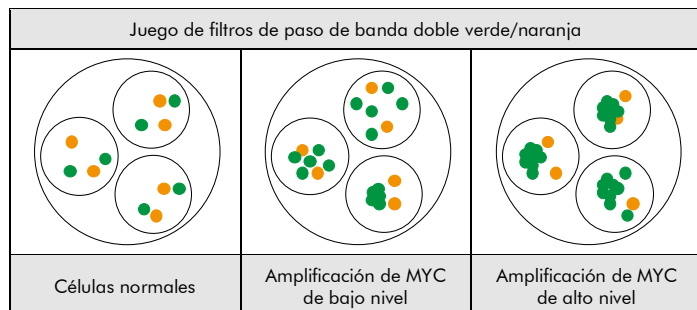 Juego de filtros de paso de banda doble verde/naranja
Células normales
Amplificación de MYC
de bajo nivel
Amplificación de MYC
de alto nivel